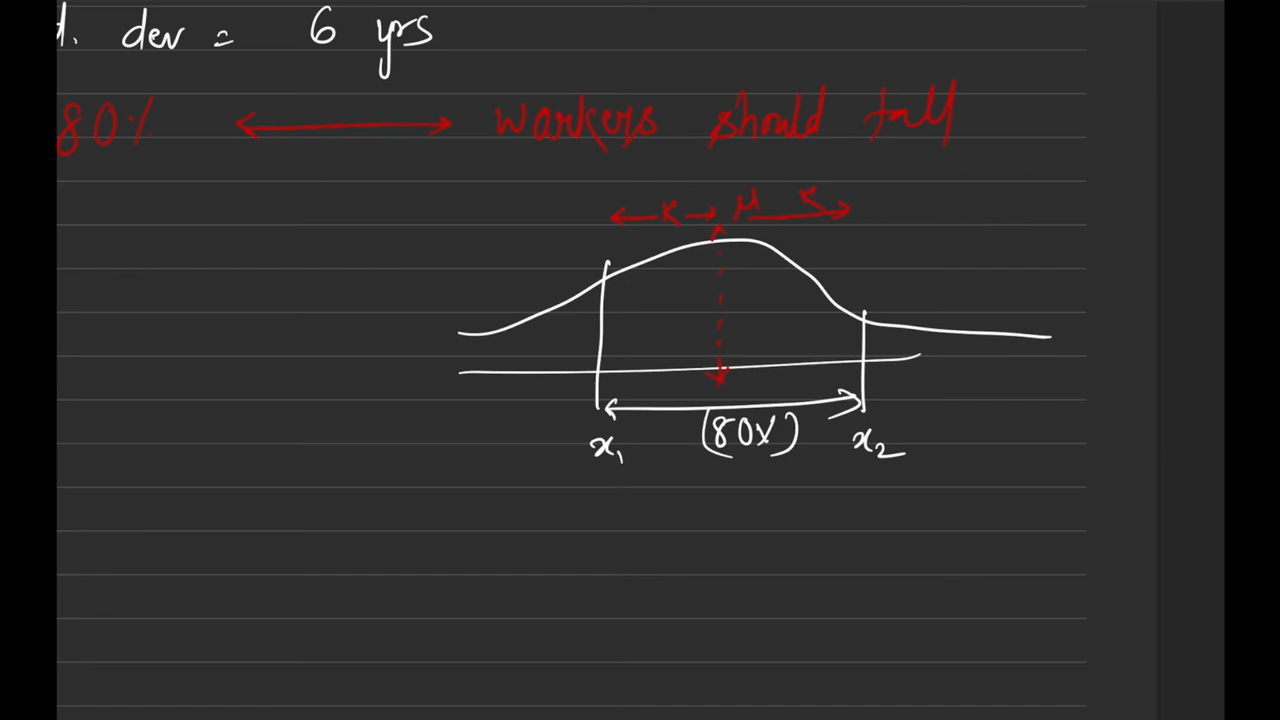 d. dev = 6 yrs
80% workers should fall
K μ K
(80%)
x₁ x₂